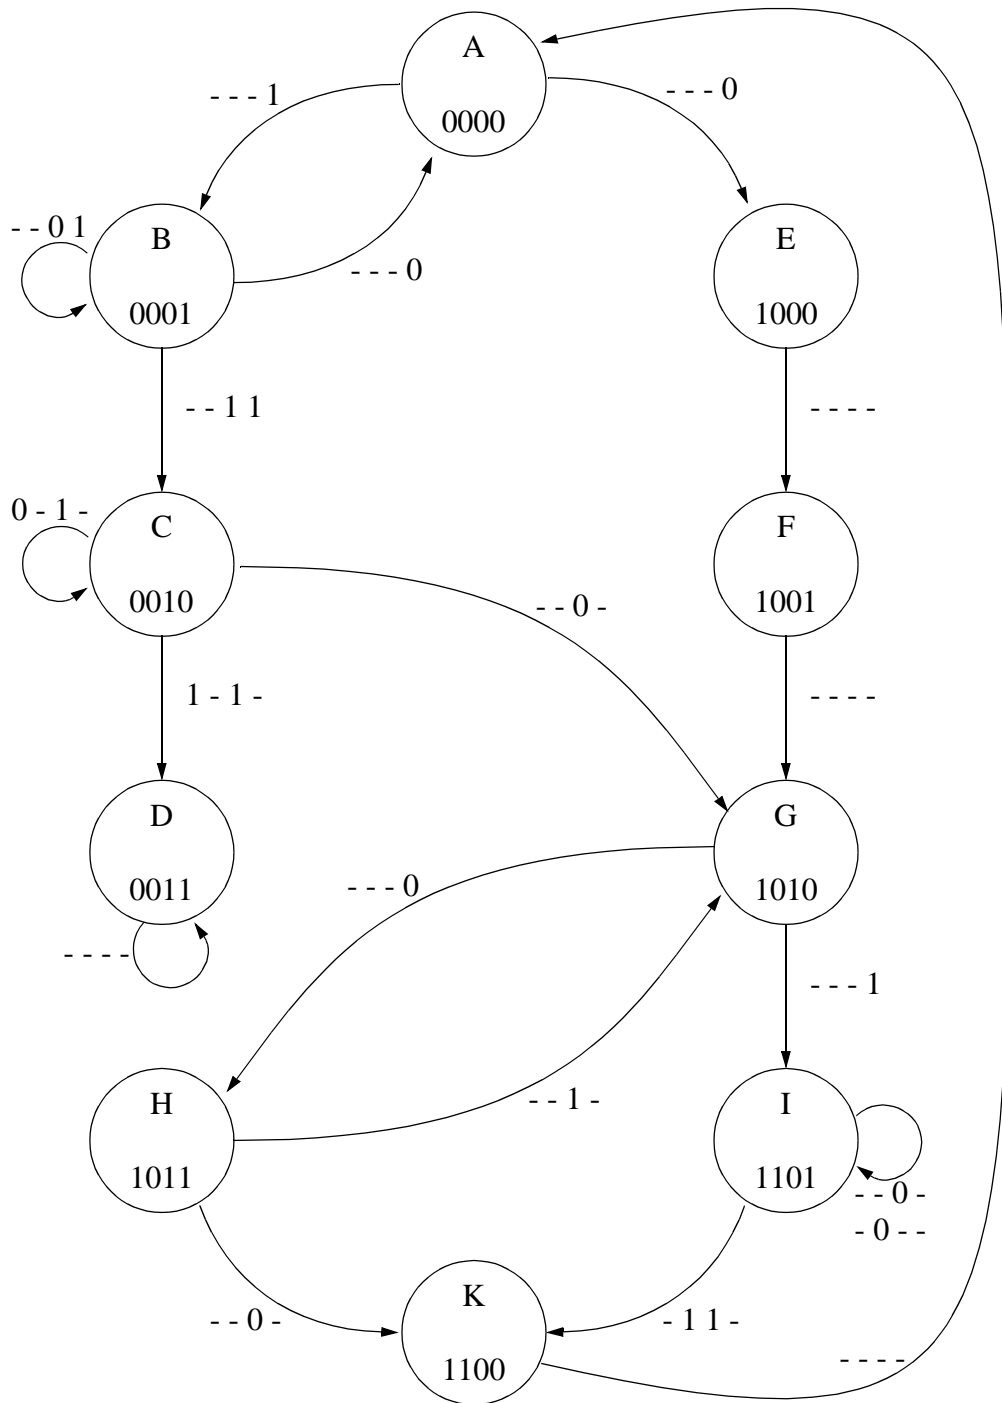 A
0000
- - - 1
- - - 0
- - 0 1
B
0001
- - - 0
E
1000
- - 1 1
- - - -
0 - 1 -
C
0010
- - 0 -
F
1001
1 - 1 -
- - - -
D
0011
- - - -
G
1010
- - - 0
- - - 1
H
1011
- - 1 -
I
1101
- - 0 -
- 0 - -
- - 0 -
K
1100
- 1 1 -
- - - -